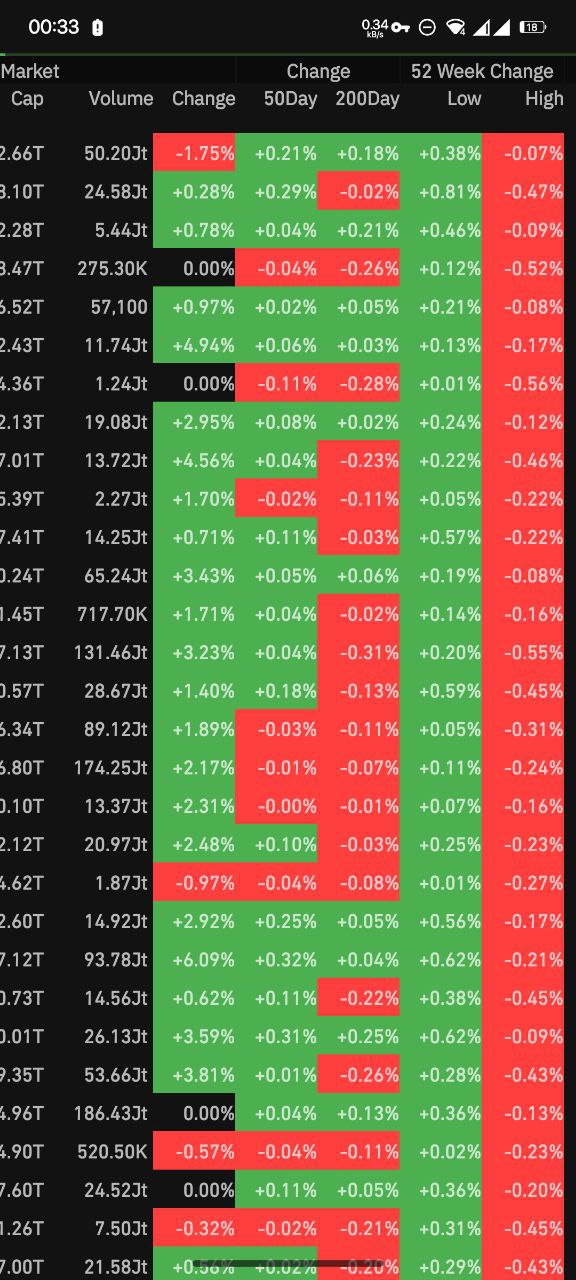 00:33 0.34 KB/s 4 18
Market Change 52 Week Change
Cap Volume Change 50Day 200Day Low High
2.66T 50.20Jt -1.75% +0.21% +0.18% +0.38% -0.07%
3.10T 24.58Jt +0.28% +0.29% -0.02% +0.81% -0.47%
2.28T 5.44Jt +0.78% +0.04% +0.21% +0.46% -0.09%
3.47T 275.30K 0.00% -0.04% -0.26% +0.12% -0.52%
6.52T 57,100 +0.97% +0.02% +0.05% +0.21% -0.08%
2.43T 11.74Jt +4.94% +0.06% +0.03% +0.13% -0.17%
4.36T 1.24Jt 0.00% -0.11% -0.28% +0.01% -0.56%
2.13T 19.08Jt +2.95% +0.08% +0.02% +0.24% -0.12%
7.01T 13.72Jt +4.56% +0.04% -0.23% +0.22% -0.46%
5.39T 2.27Jt +1.70% -0.02% -0.11% +0.05% -0.22%
7.41T 14.25Jt +0.71% +0.11% -0.03% +0.57% -0.22%
0.24T 65.24Jt +3.43% +0.05% +0.06% +0.19% -0.08%
1.45T 717.70K +1.71% +0.04% -0.02% +0.14% -0.16%
7.13T 131.46Jt +3.23% +0.04% -0.31% +0.20% -0.55%
0.57T 28.67Jt +1.40% +0.18% -0.13% +0.59% -0.45%
6.34T 89.12Jt +1.89% -0.03% -0.11% +0.05% -0.31%
6.80T 174.25Jt +2.17% -0.01% -0.07% +0.11% -0.24%
0.10T 13.37Jt +2.31% -0.00% -0.01% +0.07% -0.16%
2.12T 20.97Jt +2.48% +0.10% -0.03% +0.25% -0.23%
4.62T 1.87Jt -0.97% -0.04% -0.08% +0.01% -0.27%
2.60T 14.92Jt +2.92% +0.25% +0.05% +0.56% -0.17%
7.12T 93.78Jt +6.09% +0.32% +0.04% +0.62% -0.21%
0.73T 14.56Jt +0.62% +0.11% -0.22% +0.38% -0.45%
0.01T 26.13Jt +3.59% +0.31% +0.25% +0.62% -0.09%
9.35T 53.66Jt +3.81% +0.01% -0.26% +0.28% -0.43%
4.96T 186.43Jt 0.00% +0.04% +0.13% +0.36% -0.13%
4.90T 520.50K -0.57% -0.04% -0.11% +0.02% -0.23%
7.60T 24.52Jt 0.00% +0.11% +0.05% +0.36% -0.20%
1.26T 7.50Jt -0.32% -0.02% -0.21% +0.31% -0.45%
7.00T 21.58Jt +0.56% +0.02% -0.20% +0.29% -0.43%